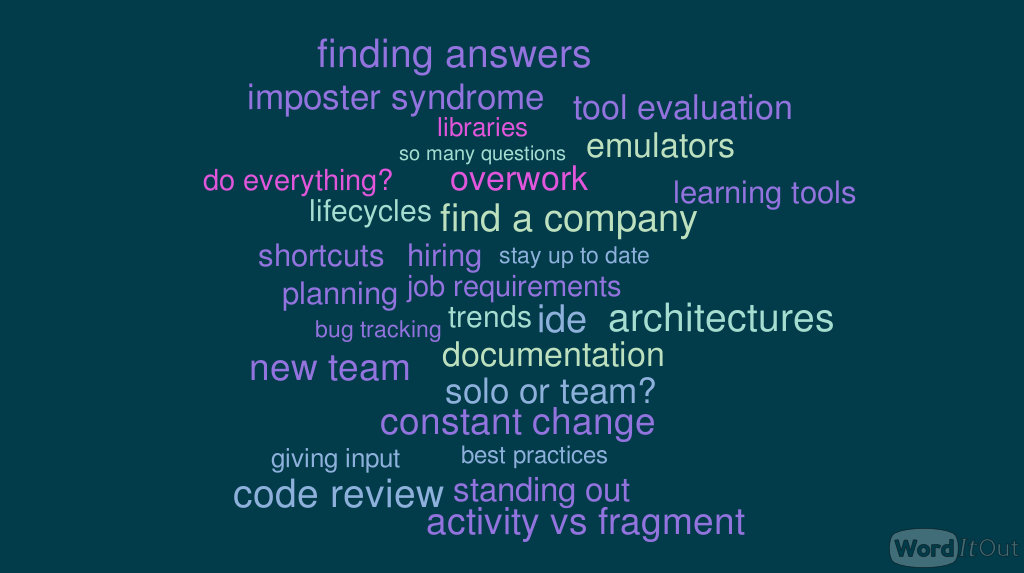 finding answers
imposter syndrome
tool evaluation
libraries
so many questions
emulators
do everything?
overwork
learning tools
lifecycles
find a company
shortcuts
hiring
stay up to date
planning
job requirements
bug tracking
trends
ide
architectures
documentation
new team
solo or team?
constant change
giving input
best practices
code review
standing out
activity vs fragment
WordItOut